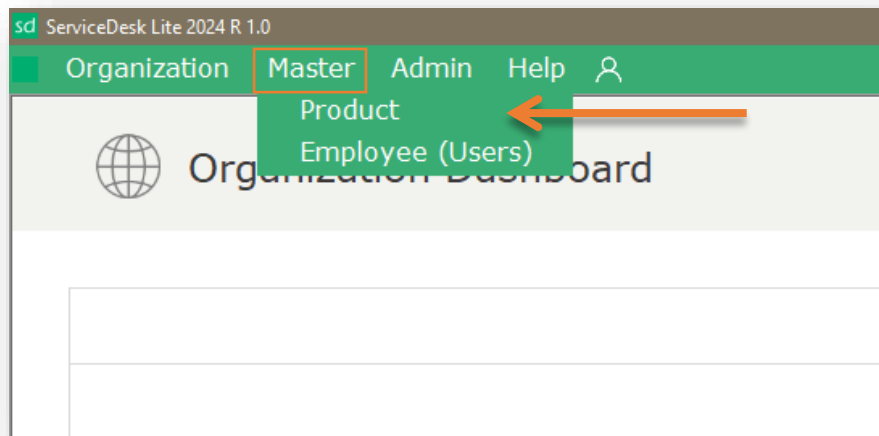 sd ServiceDesk Lite 2024 R 1.0
Organization Master Admin Help
Product
Employee (Users)
Organization Dashboard